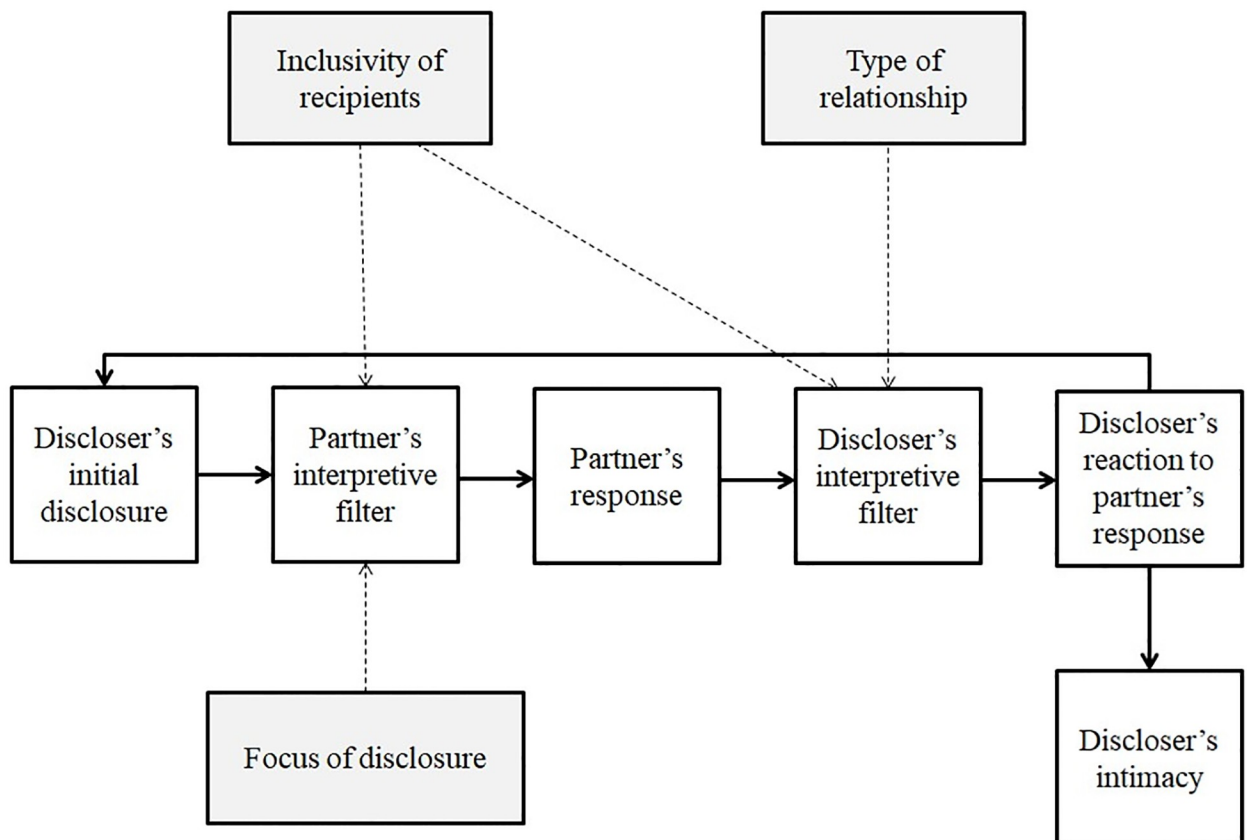 Inclusivity of
recipients
Type of
relationship
Discloser’s
initial
disclosure
Partner’s
interpretive
filter
Partner’s
response
Discloser’s
interpretive
filter
Discloser’s
reaction to
partner’s
response
Focus of disclosure
Discloser’s
intimacy